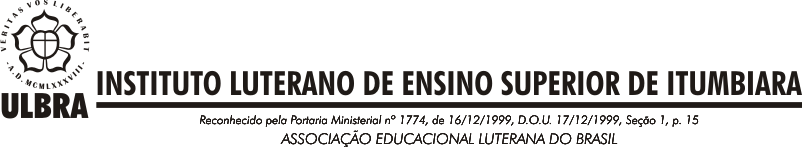 VERITAS VOS LIBERABIT
· A.D. MCMLXXXVIII ·
ULBRA
INSTITUTO LUTERANO DE ENSINO SUPERIOR DE ITUMBIARA
Reconhecido pela Portaria Ministerial nº 1774, de 16/12/1999, D.O.U. 17/12/1999, Seção 1, p. 15
ASSOCIAÇÃO EDUCACIONAL LUTERANA DO BRASIL